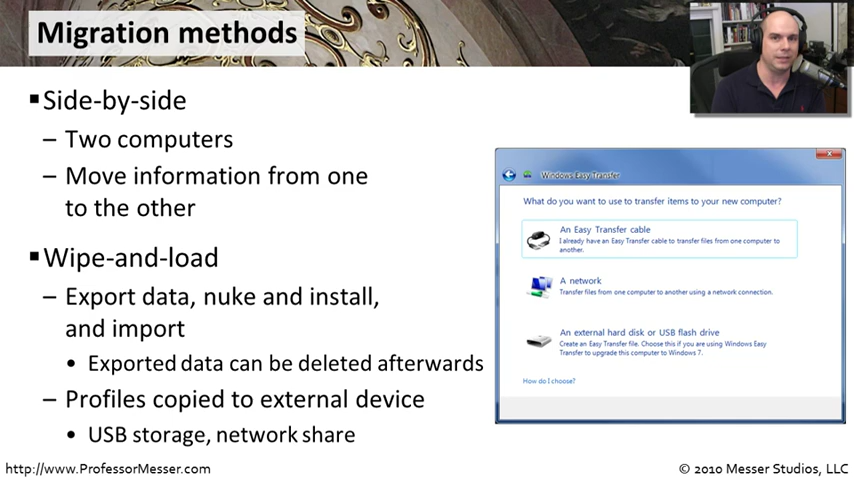 Migration methods
▪Side-by-side
– Two computers
– Move information from one
to the other
▪Wipe-and-load
– Export data, nuke and install,
and import
• Exported data can be deleted afterwards
– Profiles copied to external device
• USB storage, network share
Windows Easy Transfer
What do you want to use to transfer items to your new computer?
An Easy Transfer cable
I already have an Easy Transfer cable to transfer files from one computer to
another.
A network
Transfer files from one computer to another using a network connection.
An external hard disk or USB flash drive
Create an Easy Transfer file. Choose this if you are using Windows Easy
Transfer to upgrade this computer to Windows 7.
How do I choose?
http://www.ProfessorMesser.com
© 2010 Messer Studios, LLC